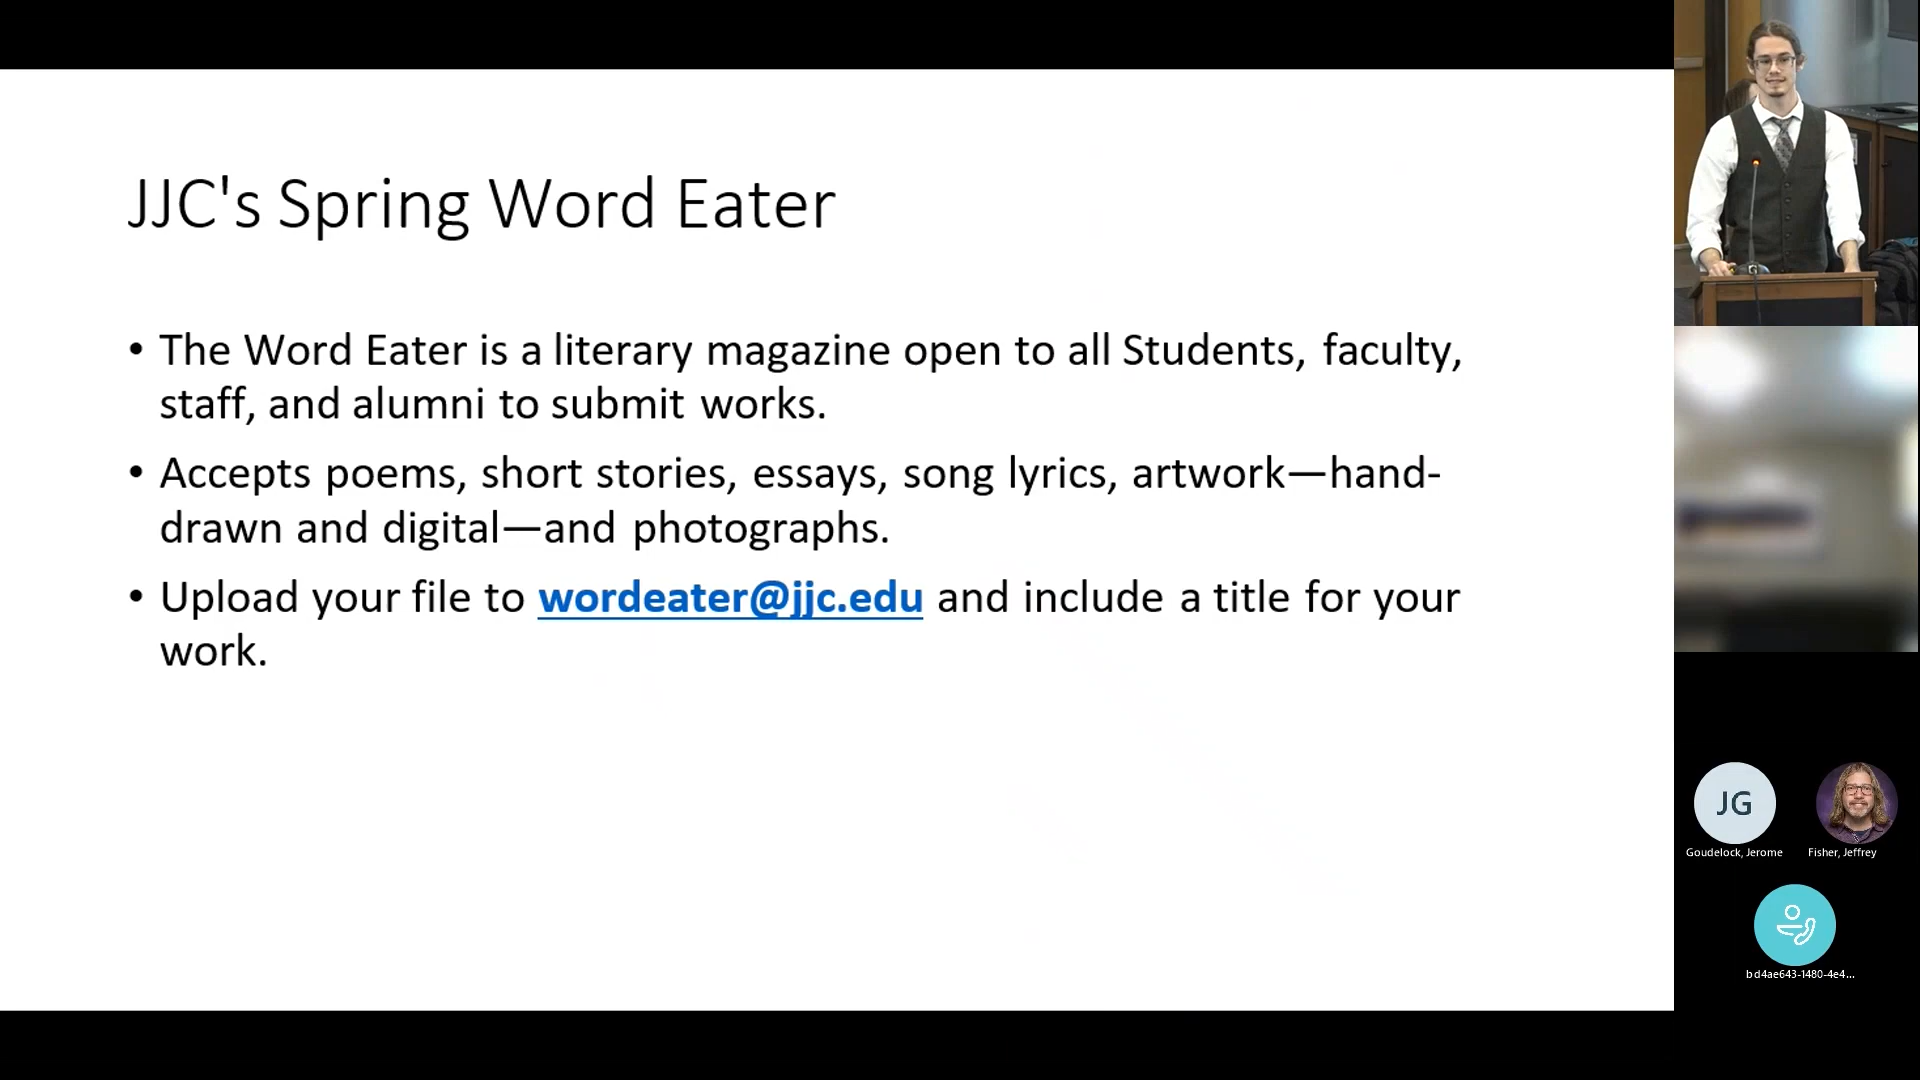 JJC's Spring Word Eater
• The Word Eater is a literary magazine open to all Students, faculty,
staff, and alumni to submit works.
• Accepts poems, short stories, essays, song lyrics, artwork—hand-
drawn and digital—and photographs.
• Upload your file to wordeater@jjc.edu and include a title for your
work.
JG
Goudelock, Jerome
Fisher, Jeffrey
bd4ae643-1480-4e4...